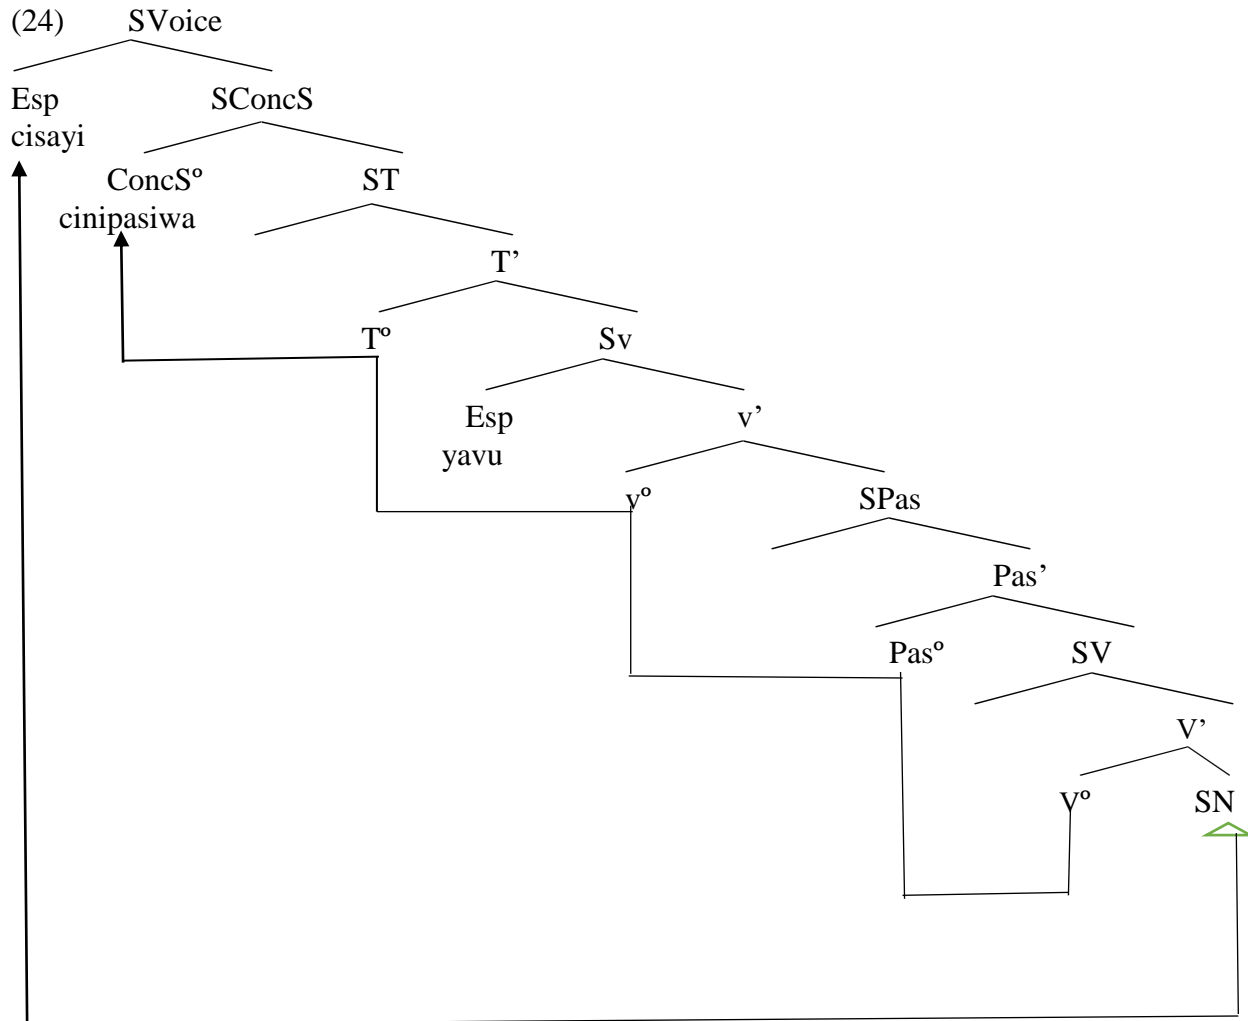 (24) SVoice
Esp SConcS
cisayi
ConcSº ST
cinipasiwa
T’
Tº Sv
Esp v’
yavu
vº SPas
Pas’
Pasº SV
V’
Vº SN